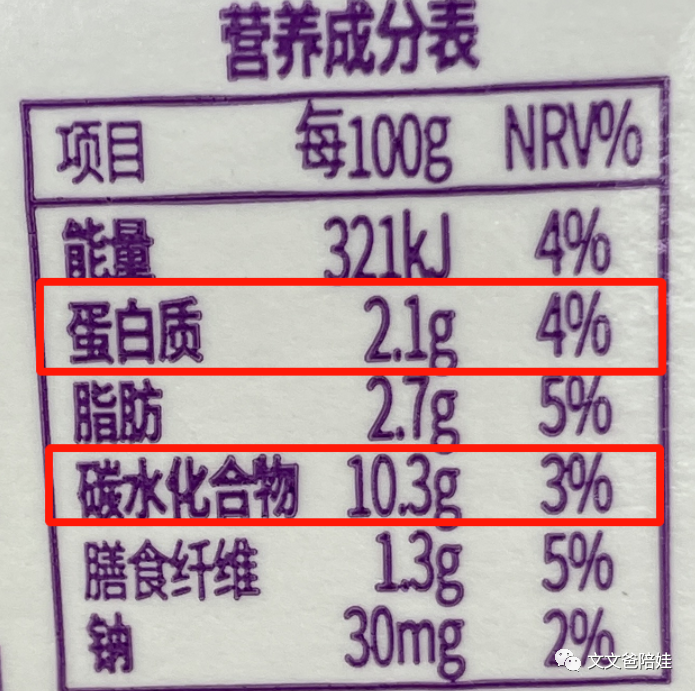 营养成分表
项目 每100g NRV%
能量 321kJ 4%
蛋白质 2.1g 4%
脂肪 2.7g 5%
碳水化合物 10.3g 3%
膳食纤维 1.3g 5%
钠 30mg 2%
文文爸陪娃